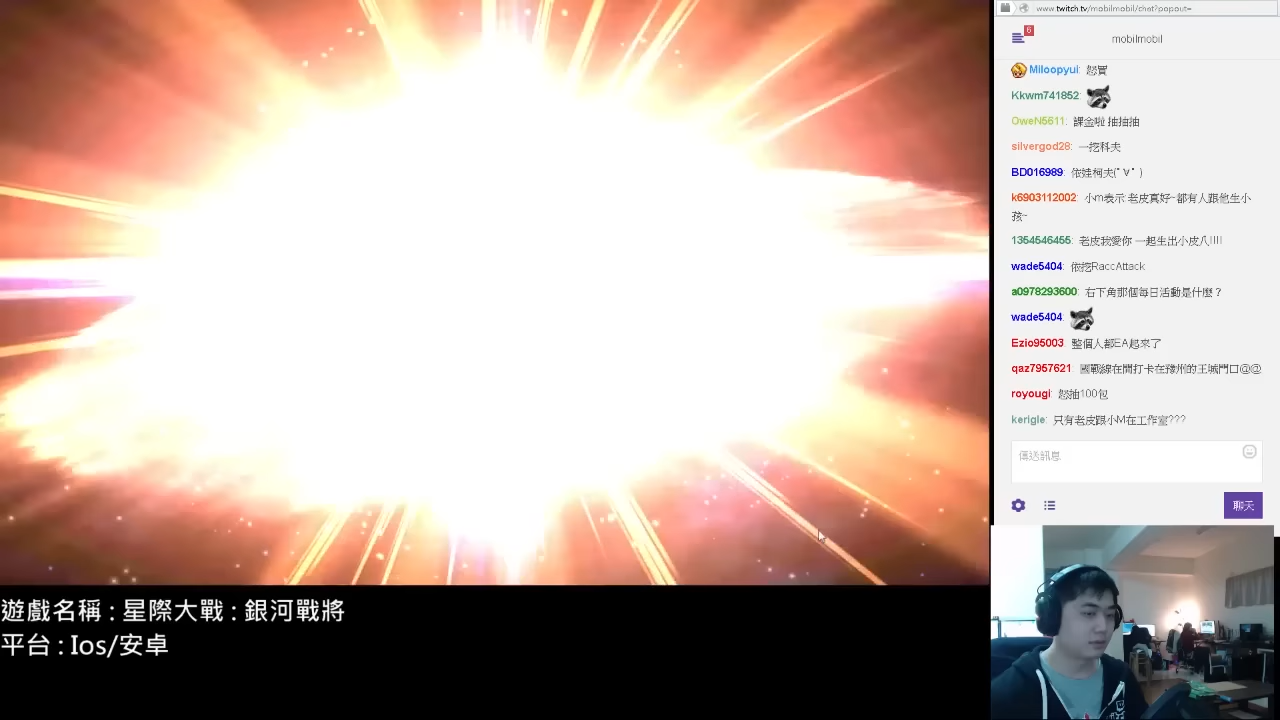 www.twitch.tv/mobilmobil/chat?popout=
6
mobilmobil
Miloopyui: 怒買
Kkwm741852:
OweN5611: 課金啦 抽抽抽
silvergod28: 一挖科夫
BD016989: 依娃柯夫(ﾟ∀ﾟ)
k6903112002: 小m表示:老皮真好~都有人跟他生小
孩~
1354546455: 老皮我愛你 一起生出小皮八!!!!
wade5404: 依挖RaccAttack
a0978293600: 右下角那個每日活動是什麼？
wade5404:
Ezio95003: 整個人都EA起來了
qaz7957621: 國戰線在開打卡在豫州的王城門口@@
royougi: 怒抽100包
kerigle: 只有老皮跟小M在工作室???
傳送訊息
聊天
遊戲名稱 : 星際大戰 : 銀河戰將
平台 : Ios/安卓